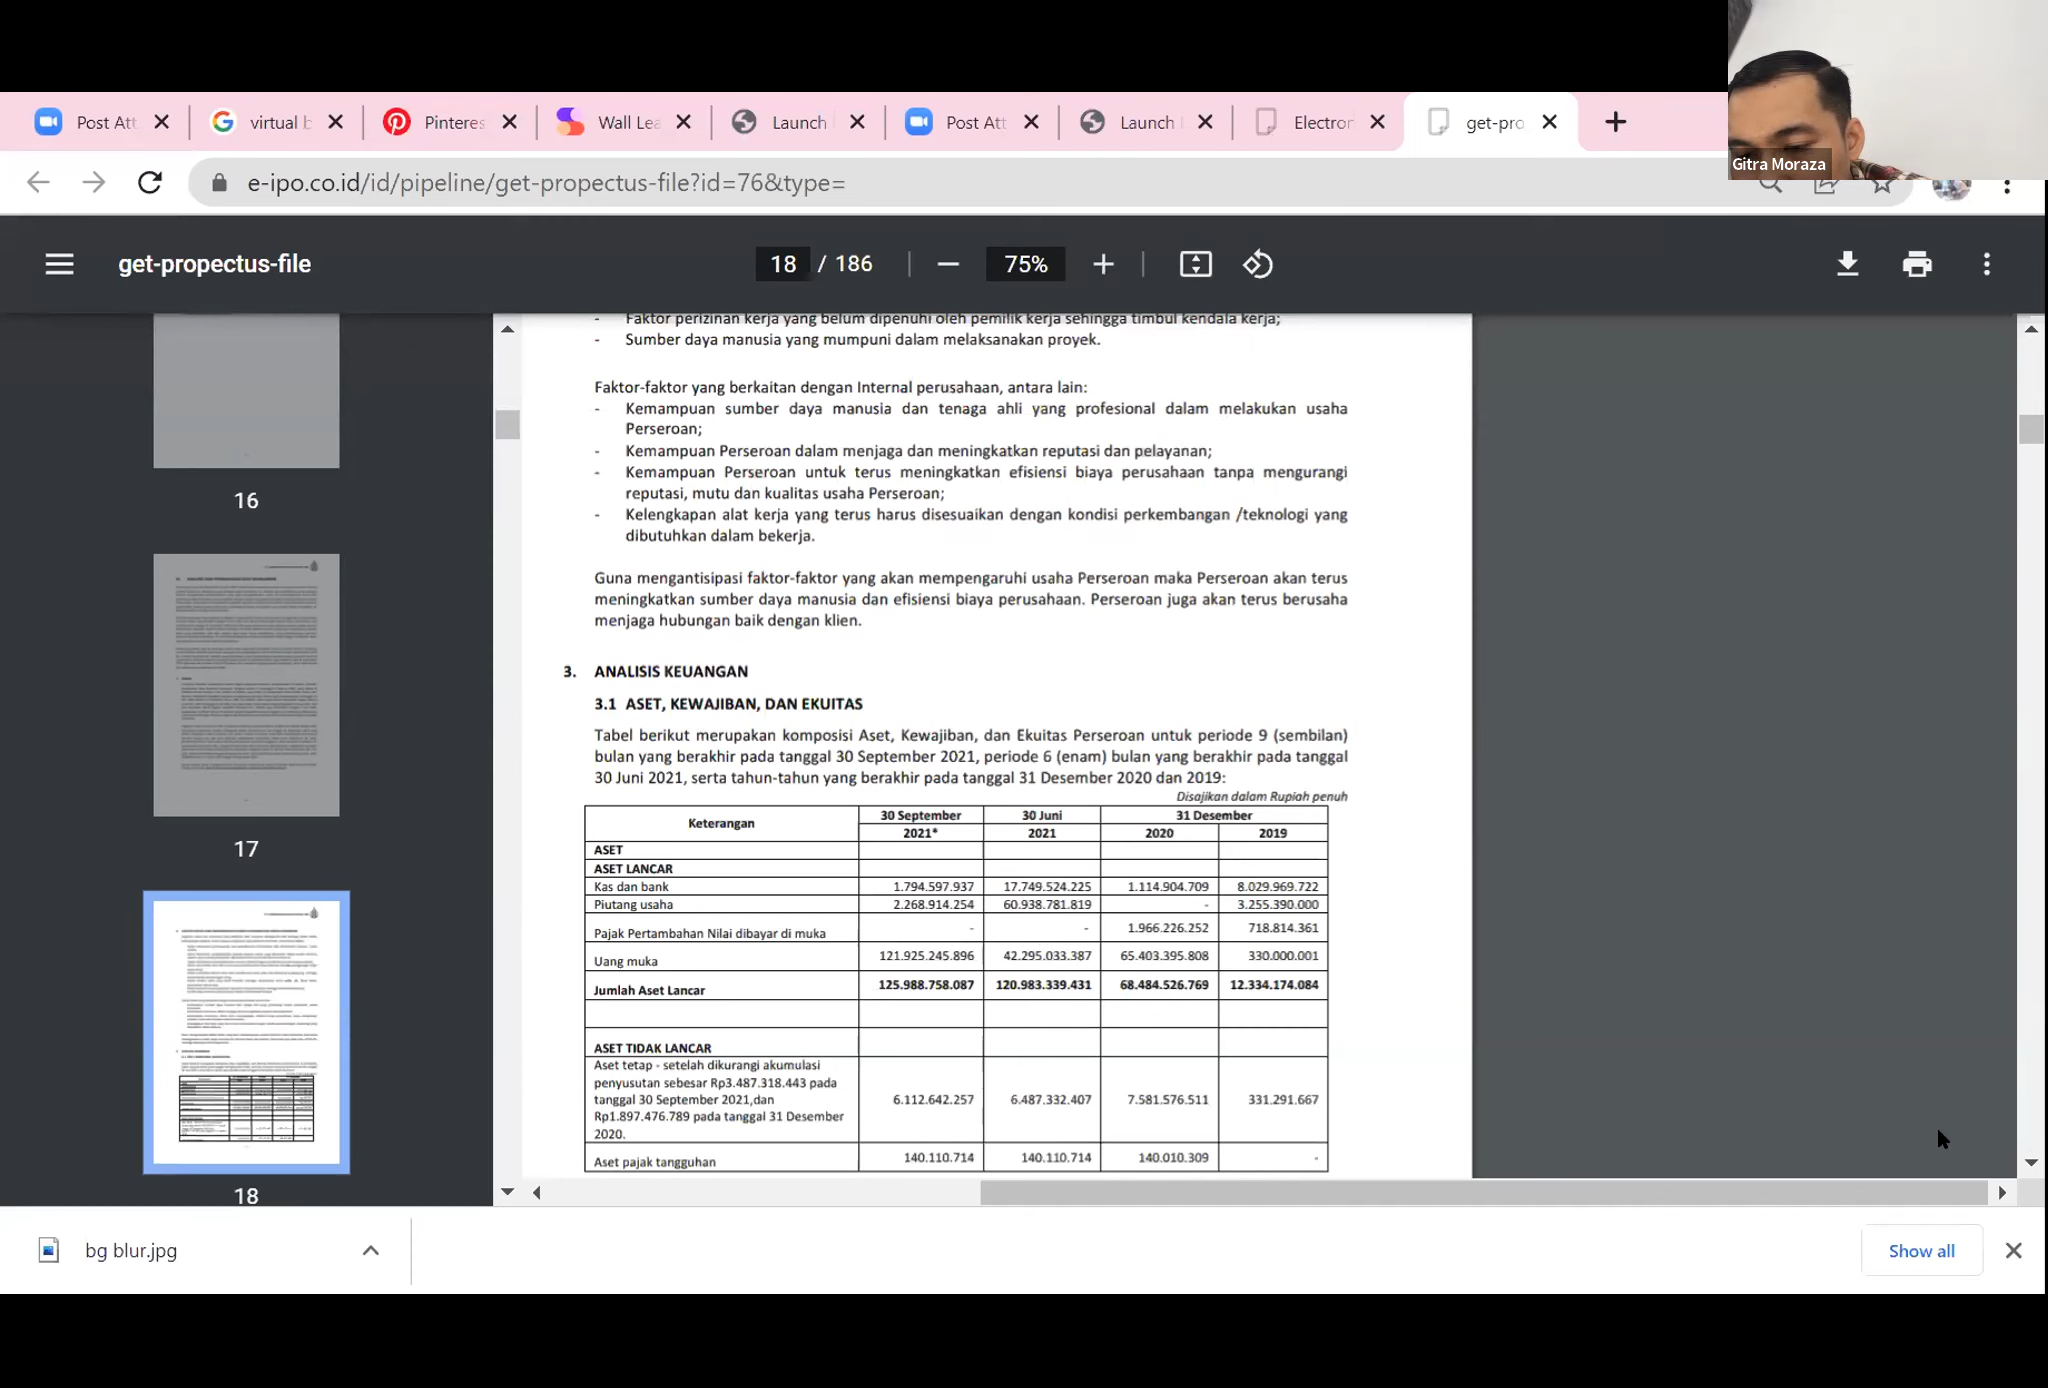 Post Att
virtual b
Pinteres
Wall Lea
Launch
Post Att
Launch
Electron
get-pro
Gitra Moraza
e-ipo.co.id/id/pipeline/get-propectus-file?id=76&type=
get-propectus-file
18 / 186
75%
- Faktor perizinan kerja yang belum dipenuhi oleh pemilik kerja sehingga timbul kendala kerja;
- Sumber daya manusia yang mumpuni dalam melaksanakan proyek.
Faktor-faktor yang berkaitan dengan Internal perusahaan, antara lain:
- Kemampuan sumber daya manusia dan tenaga ahli yang profesional dalam melakukan usaha
Perseroan;
- Kemampuan Perseroan dalam menjaga dan meningkatkan reputasi dan pelayanan;
- Kemampuan Perseroan untuk terus meningkatkan efisiensi biaya perusahaan tanpa mengurangi
reputasi, mutu dan kualitas usaha Perseroan;
- Kelengkapan alat kerja yang terus harus disesuaikan dengan kondisi perkembangan /teknologi yang
dibutuhkan dalam bekerja.
Guna mengantisipasi faktor-faktor yang akan mempengaruhi usaha Perseroan maka Perseroan akan terus
meningkatkan sumber daya manusia dan efisiensi biaya perusahaan. Perseroan juga akan terus berusaha
menjaga hubungan baik dengan klien.
3. ANALISIS KEUANGAN
3.1 ASET, KEWAJIBAN, DAN EKUITAS
Tabel berikut merupakan komposisi Aset, Kewajiban, dan Ekuitas Perseroan untuk periode 9 (sembilan)
bulan yang berakhir pada tanggal 30 September 2021, periode 6 (enam) bulan yang berakhir pada tanggal
30 Juni 2021, serta tahun-tahun yang berakhir pada tanggal 31 Desember 2020 dan 2019:
Disajikan dalam Rupiah penuh
Keterangan 30 September 30 Juni 31 Desember
2021* 2021 2020 2019
ASET
ASET LANCAR
Kas dan bank 1.794.597.937 17.749.524.225 1.114.904.709 8.029.969.722
Piutang usaha 2.268.914.254 60.938.781.819 - 3.255.390.000
Pajak Pertambahan Nilai dibayar di muka - - 1.966.226.252 718.814.361
Uang muka 121.925.245.896 42.295.033.387 65.403.395.808 330.000.001
Jumlah Aset Lancar 125.988.758.087 120.983.339.431 68.484.526.769 12.334.174.084
ASET TIDAK LANCAR
Aset tetap - setelah dikurangi akumulasi
penyusutan sebesar Rp3.487.318.443 pada
tanggal 30 September 2021,dan 6.112.642.257 6.487.332.407 7.581.576.511 331.291.667
Rp1.897.476.789 pada tanggal 31 Desember
2020.
Aset pajak tangguhan 140.110.714 140.110.714 140.010.309 -
16
17
18
bg blur.jpg
Show all